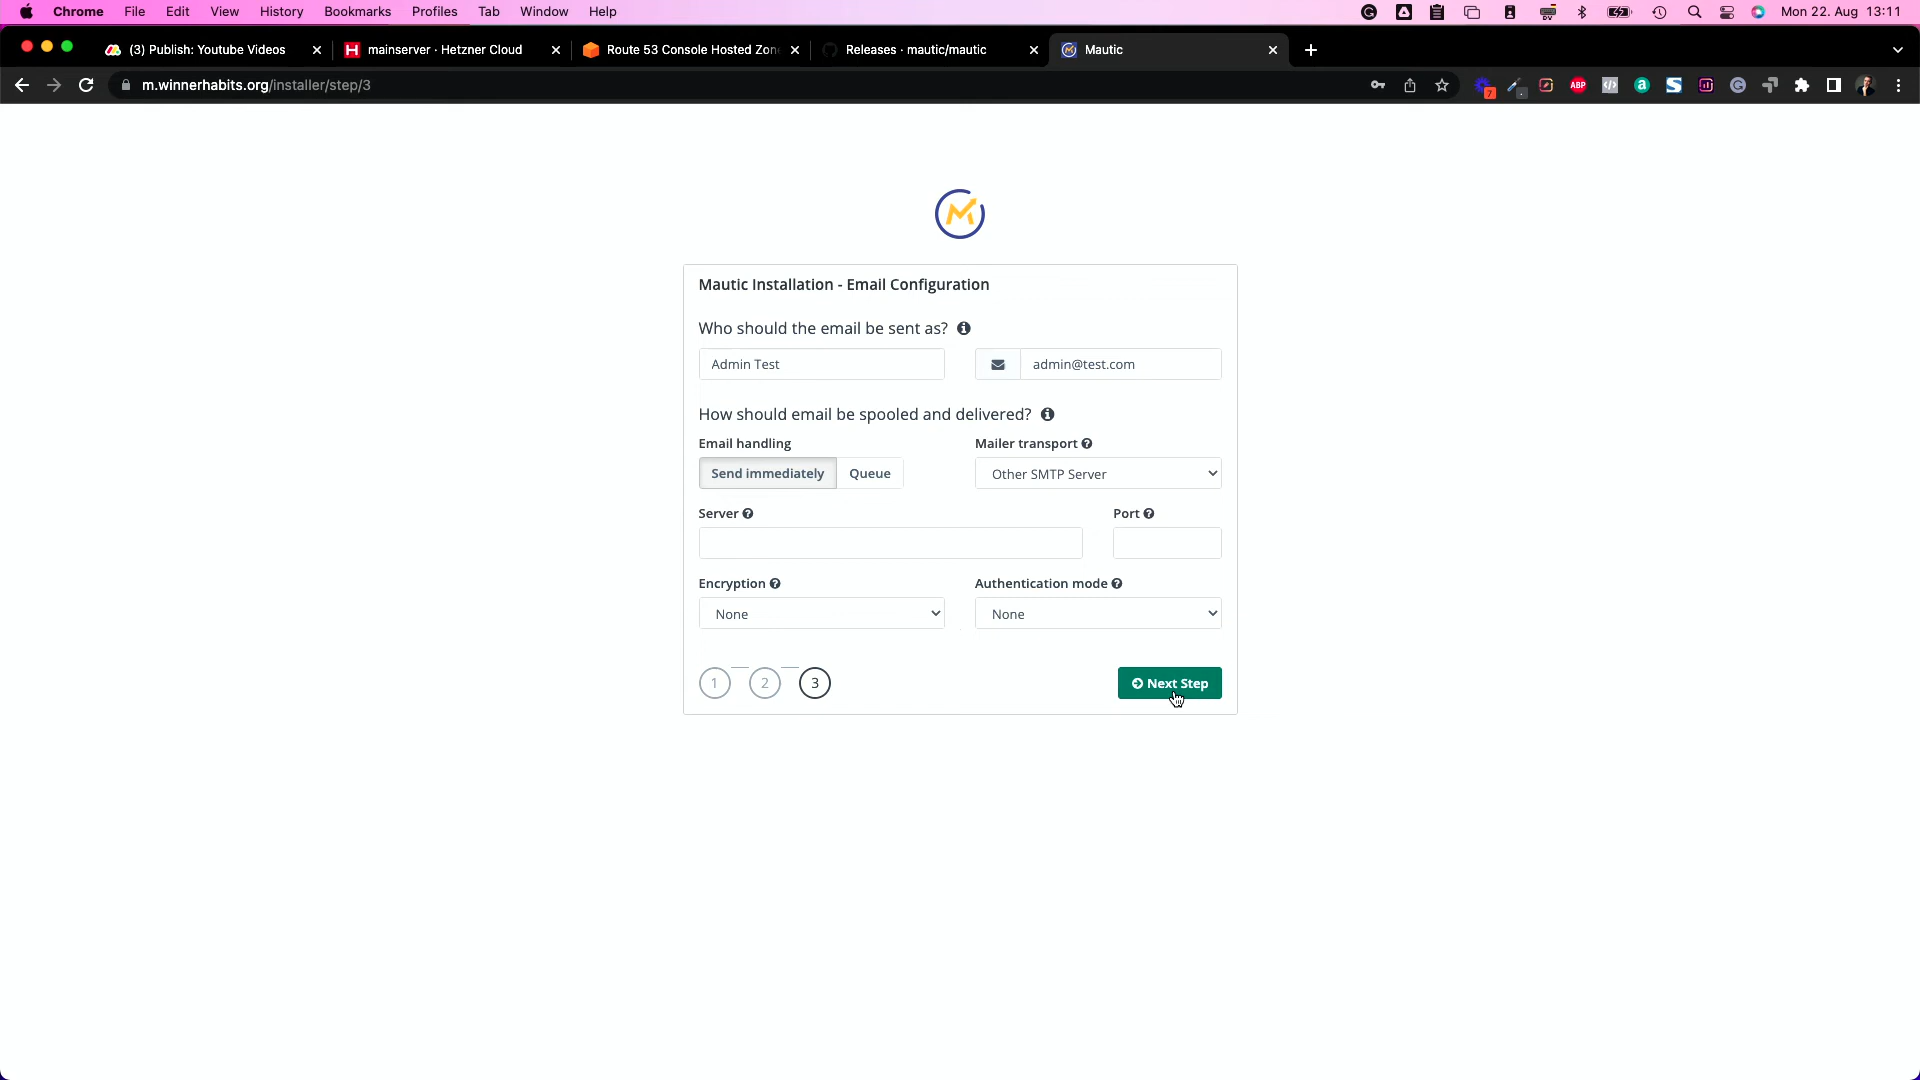 Chrome File Edit View History Bookmarks Profiles Tab Window Help Mon 22. Aug 13:11
(3) Publish: Youtube Videos mainserver · Hetzner Cloud Route 53 Console Hosted Zone Releases · mautic/mautic Mautic
m.winnerhabits.org/installer/step/3 7 ABP
Mautic Installation - Email Configuration
Who should the email be sent as?
Admin Test admin@test.com
How should email be spooled and delivered?
Email handling Mailer transport
Send immediately Queue Other SMTP Server
Server Port
Encryption Authentication mode
None None
1 2 3 Next Step